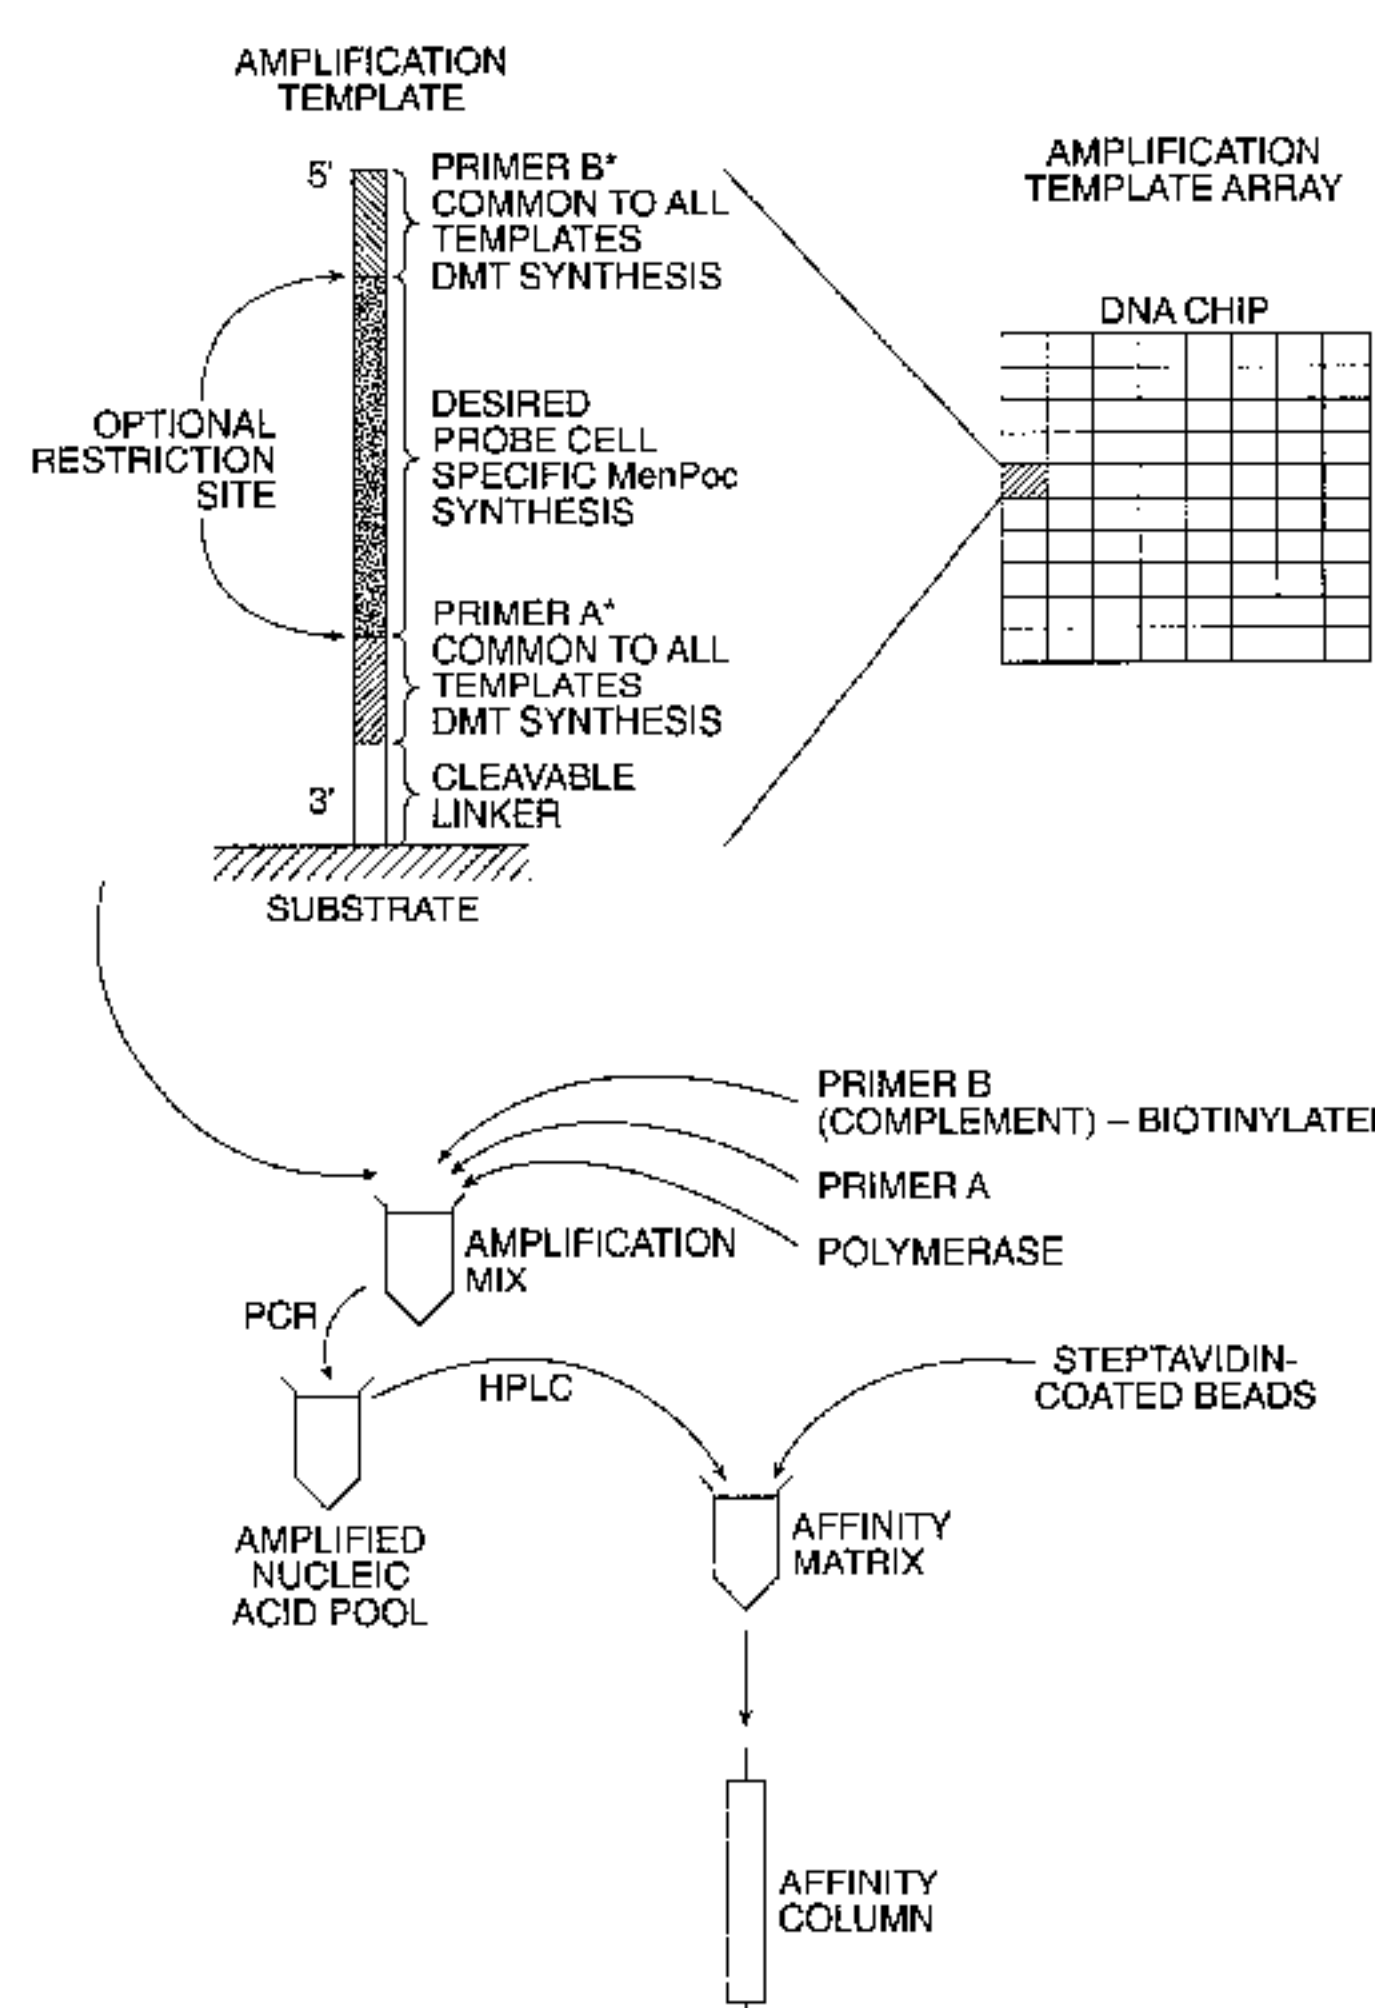 AMPLIFICATION
TEMPLATE
5'
PRIMER B*
COMMON TO ALL
TEMPLATES
DMT SYNTHESIS
OPTIONAL
RESTRICTION
SITE
DESIRED
PROBE CELL
SPECIFIC MenPoc
SYNTHESIS
PRIMER A*
COMMON TO ALL
TEMPLATES
DMT SYNTHESIS
3'
CLEAVABLE
LINKER
SUBSTRATE
AMPLIFICATION
TEMPLATE ARRAY
DNA CHIP
PRIMER B
(COMPLEMENT) – BIOTINYLATE
PRIMER A
POLYMERASE
AMPLIFICATION
MIX
PCR
HPLC
STEPTAVIDIN-
COATED BEADS
AMPLIFIED
NUCLEIC
ACID POOL
AFFINITY
MATRIX
AFFINITY
COLUMN